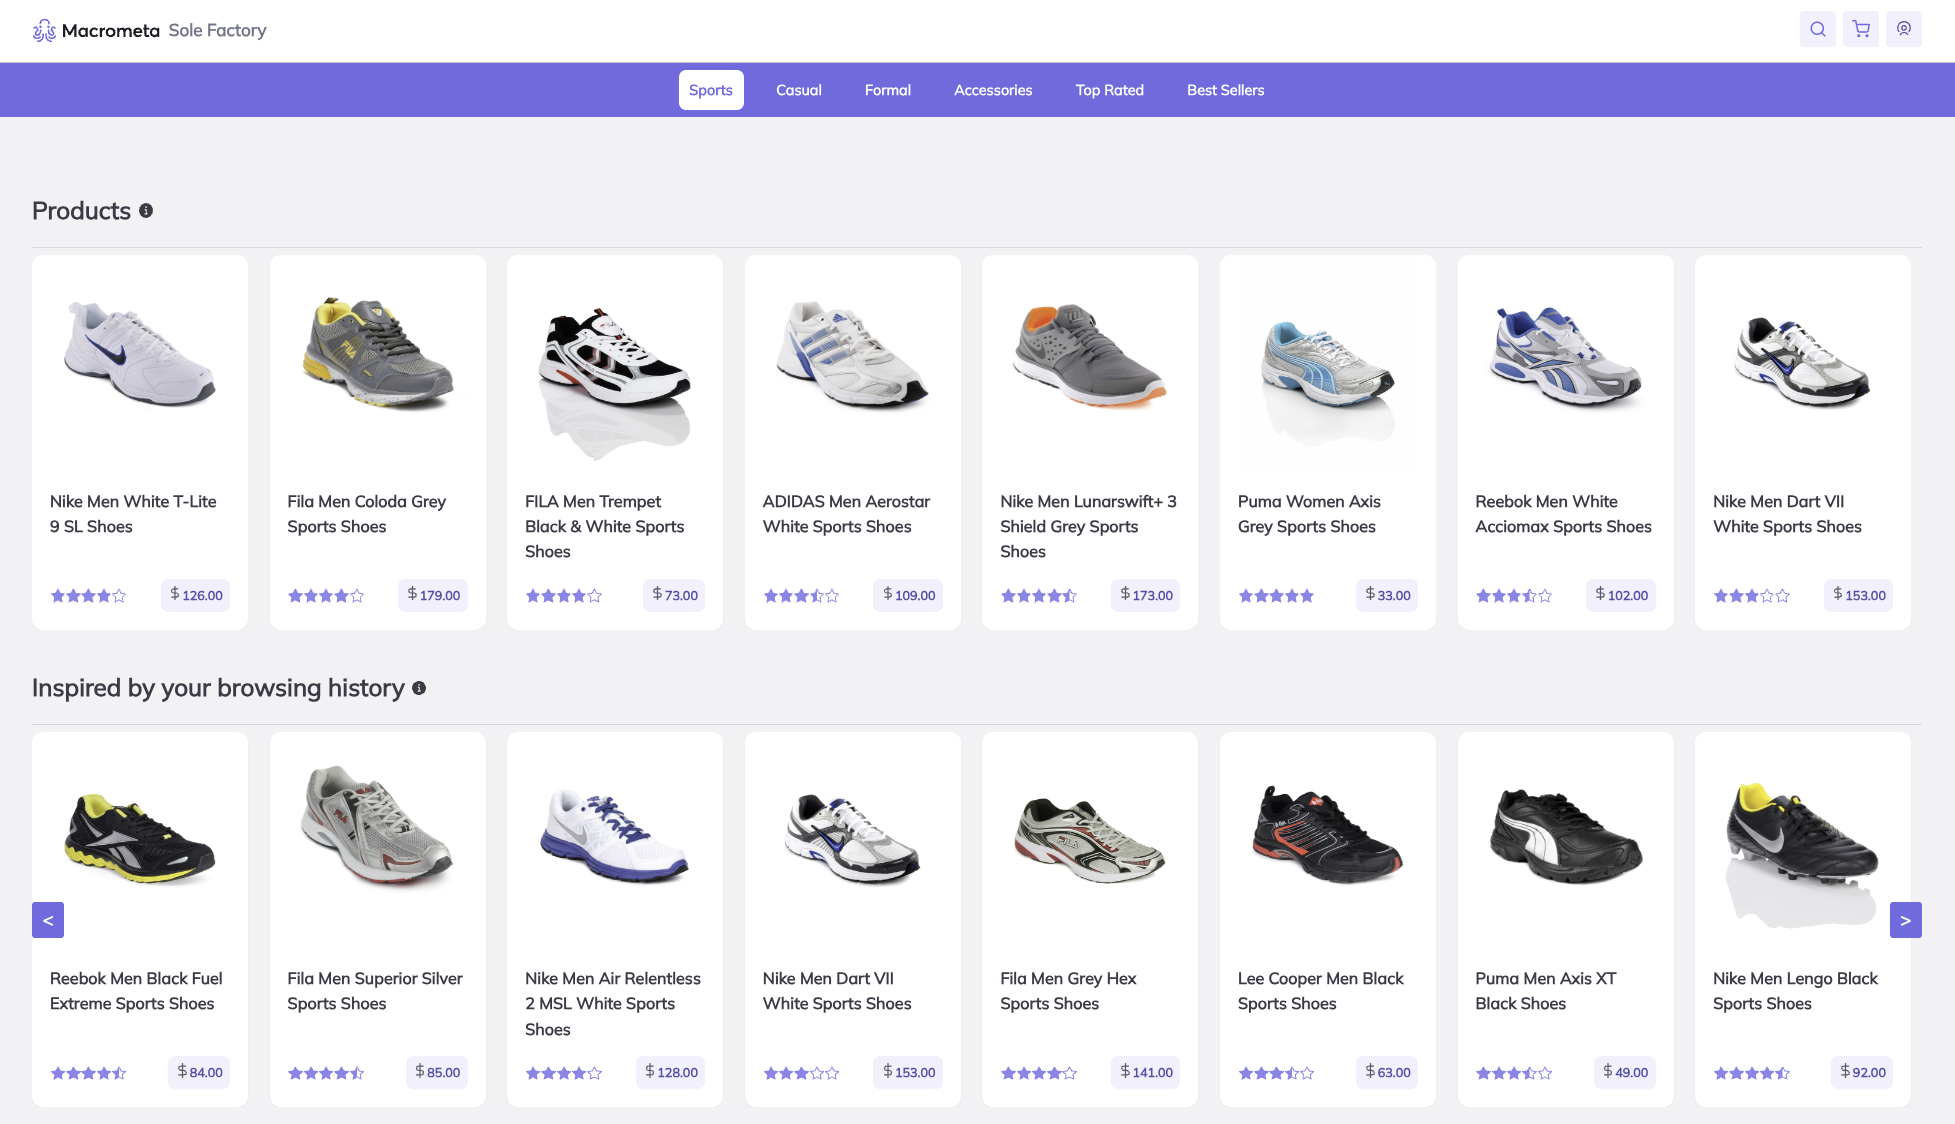 Macrometa Sole Factory
Sports Casual Formal Accessories Top Rated Best Sellers
Products
Nike Men White T-Lite
9 SL Shoes
$ 126.00
Fila Men Coloda Grey
Sports Shoes
$ 179.00
FILA Men Trempet
Black & White Sports
Shoes
$ 73.00
ADIDAS Men Aerostar
White Sports Shoes
$ 109.00
Nike Men Lunarswift+ 3
Shield Grey Sports
Shoes
$ 173.00
Puma Women Axis
Grey Sports Shoes
$ 33.00
Reebok Men White
Acciomax Sports Shoes
$ 102.00
Nike Men Dart VII
White Sports Shoes
$ 153.00
Inspired by your browsing history
<
>
Reebok Men Black Fuel
Extreme Sports Shoes
$ 84.00
Fila Men Superior Silver
Sports Shoes
$ 85.00
Nike Men Air Relentless
2 MSL White Sports
Shoes
$ 128.00
Nike Men Dart VII
White Sports Shoes
$ 153.00
Fila Men Grey Hex
Sports Shoes
$ 141.00
Lee Cooper Men Black
Sports Shoes
$ 63.00
Puma Men Axis XT
Black Shoes
$ 49.00
Nike Men Lengo Black
Sports Shoes
$ 92.00